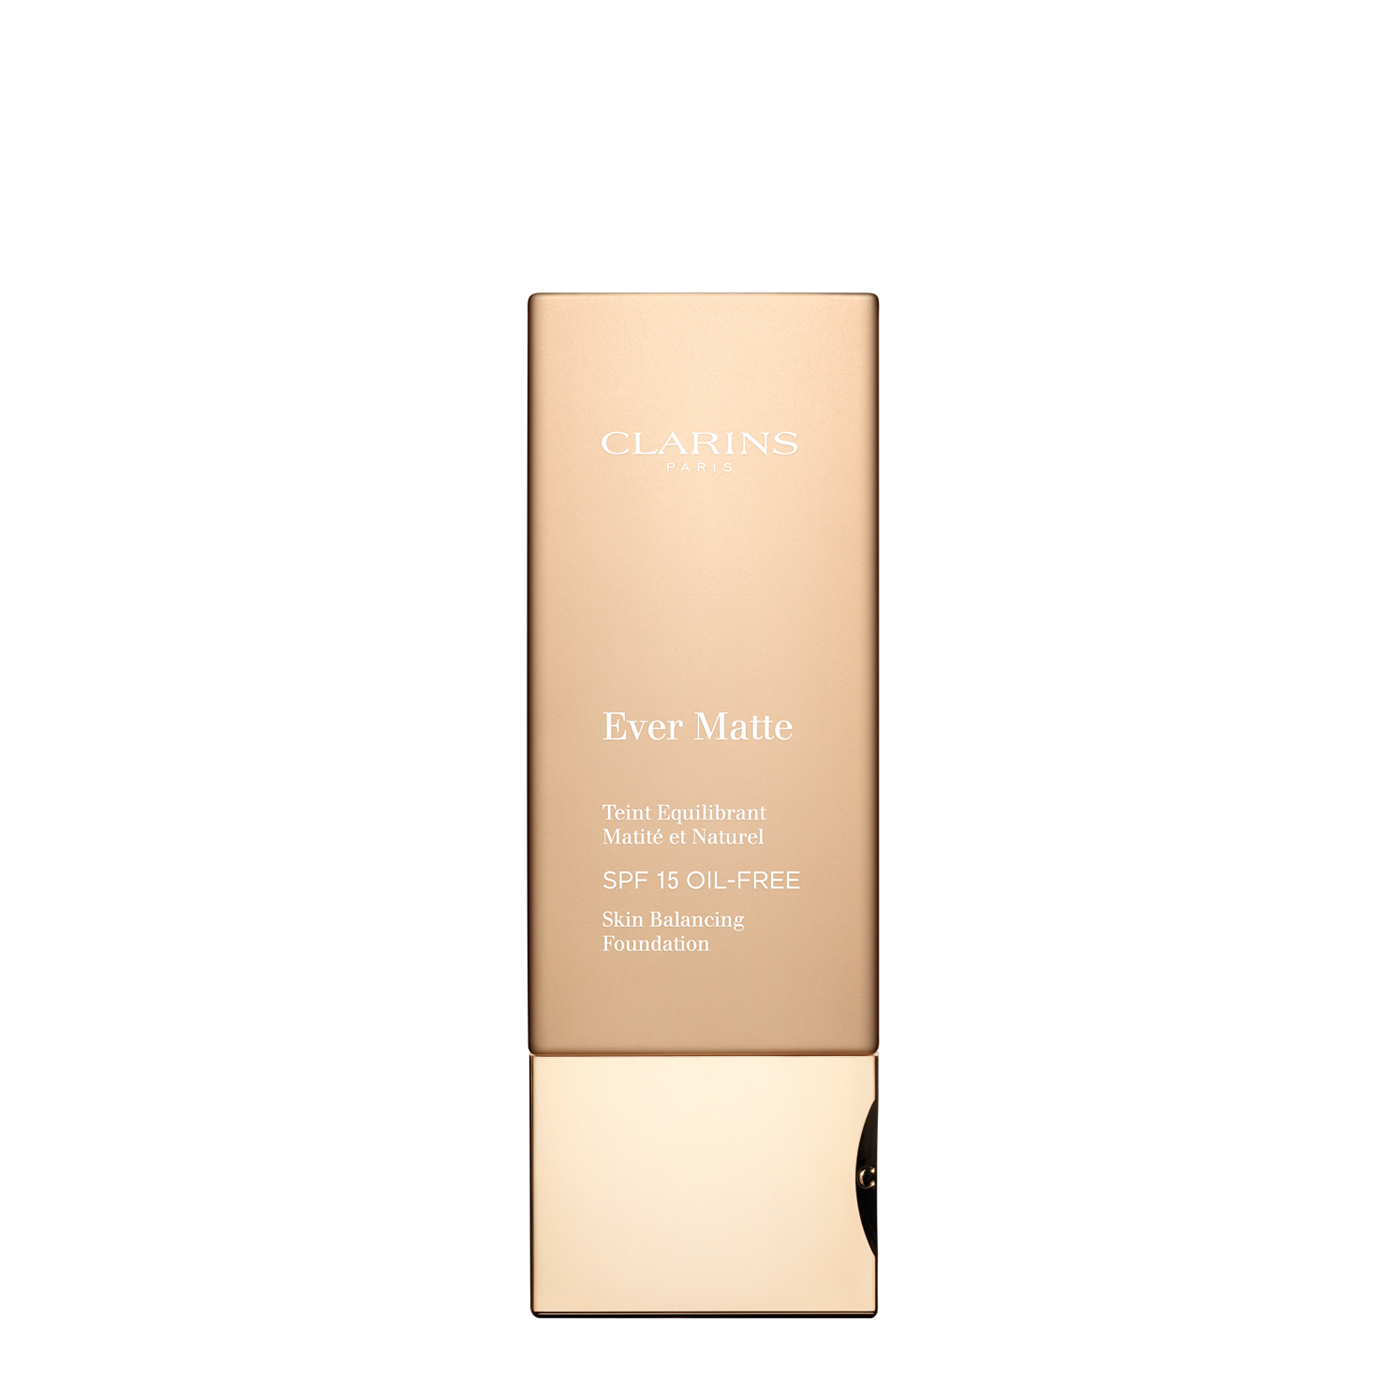 CLARINS
PARIS
Ever Matte
Teint Equilibrant
Matité et Naturel
SPF 15 OIL-FREE
Skin Balancing
Foundation
C